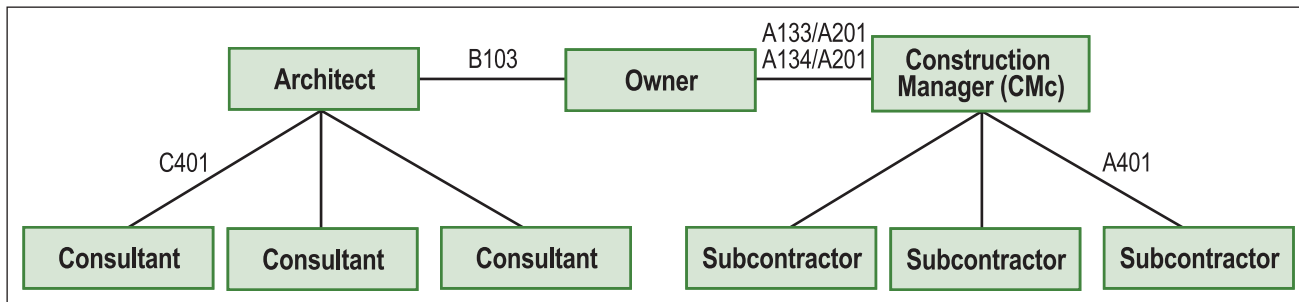 A133/A201
B103
A134/A201
Architect
Owner
Construction
Manager (CMc)
C401
A401
Consultant
Consultant
Consultant
Subcontractor
Subcontractor
Subcontractor